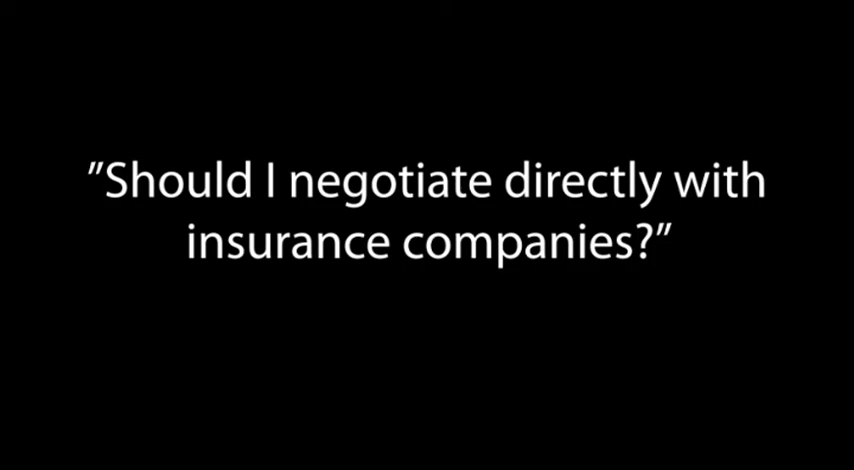 ”Should I negotiate directly with
insurance companies?”